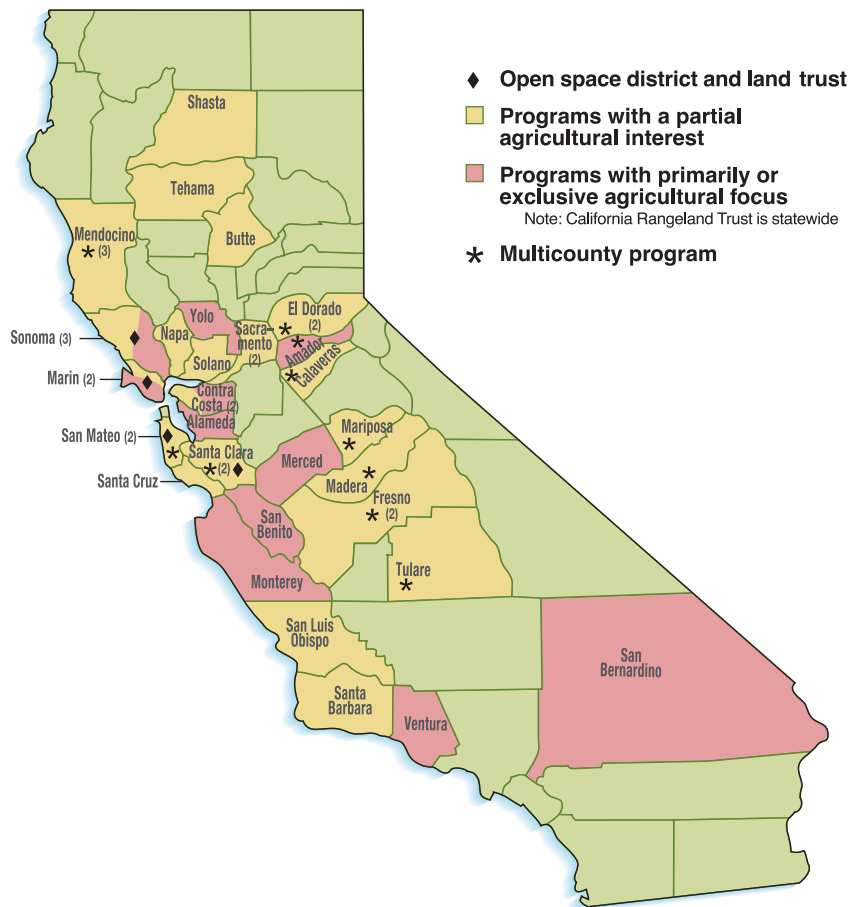 Open space district and land trust
Programs with a partial
agricultural interest
Programs with primarily or
exclusive agricultural focus
Note: California Rangeland Trust is statewide
* Multicounty program
Shasta
Tehama
Butte
Mendocino
* (3)
Sonoma (3)
Napa
Yolo
Sacra-
mento
(2)
El Dorado
* (2)
*
Amador
*
Calaveras
Solano
Marin (2)
Contra
Costa (2)
Alameda
San Mateo (2)
*
Santa Clara
* (2)
Santa Cruz
Merced
Mariposa
*
Madera
*
Fresno
* (2)
San
Benito
Monterey
Tulare
*
San Luis
Obispo
Santa
Barbara
Ventura
San
Bernardino